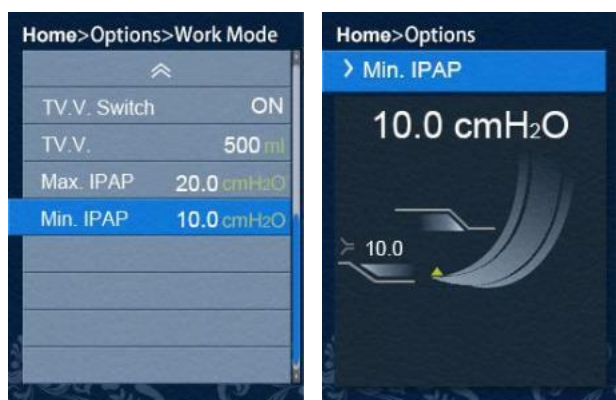 Home>Options>Work Mode
TV.V. Switch ON
TV.V. 500 ml
Max. IPAP 20.0 cmH2O
Min. IPAP 10.0 cmH2O
Home>Options
> Min. IPAP
10.0 cmH₂O
10.0